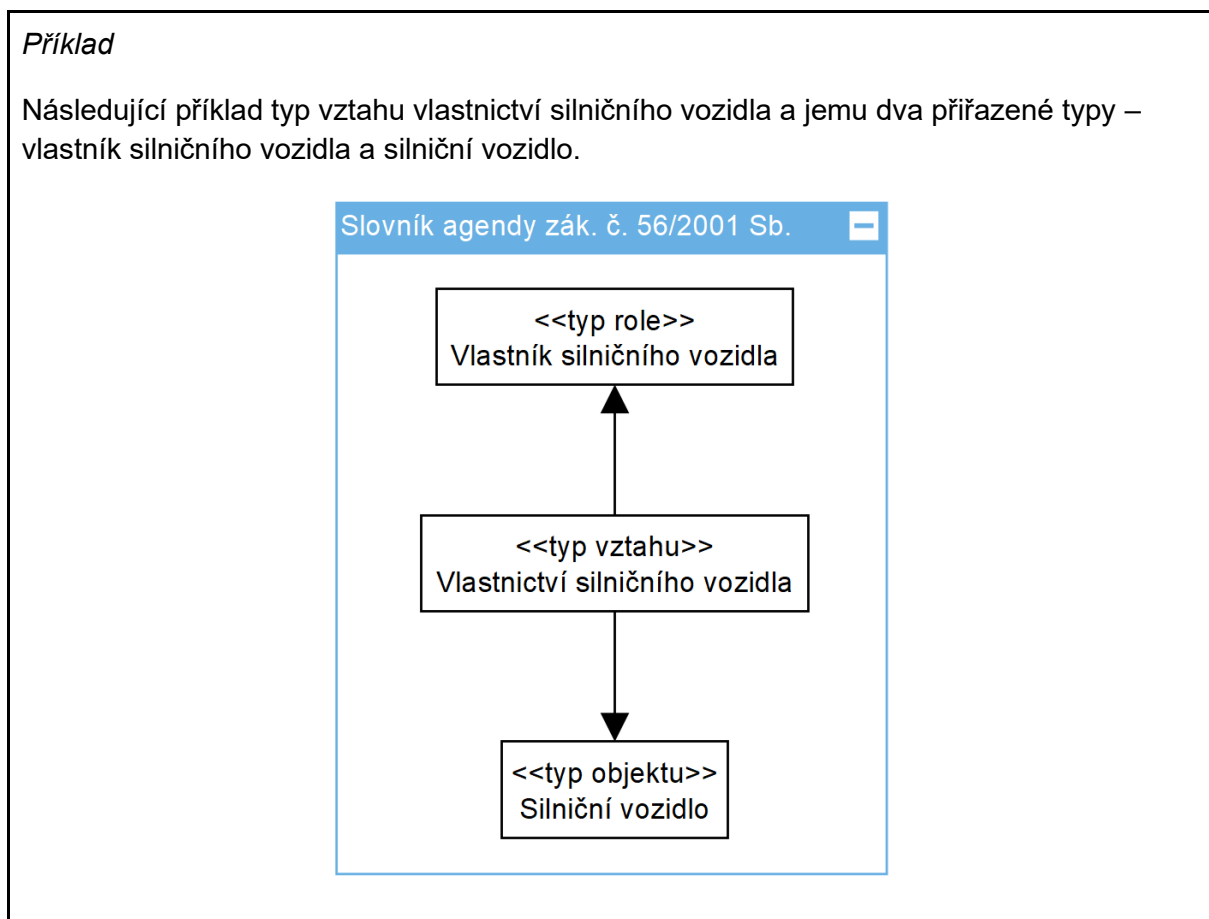 Příklad
Následující příklad typ vztahu vlastnictví silničního vozidla a jemu dva přiřazené typy –
vlastník silničního vozidla a silniční vozidlo.
Slovník agendy zák. č. 56/2001 Sb.
<<typ role>>
Vlastník silničního vozidla
<<typ vztahu>>
Vlastnictví silničního vozidla
<<typ objektu>>
Silniční vozidlo